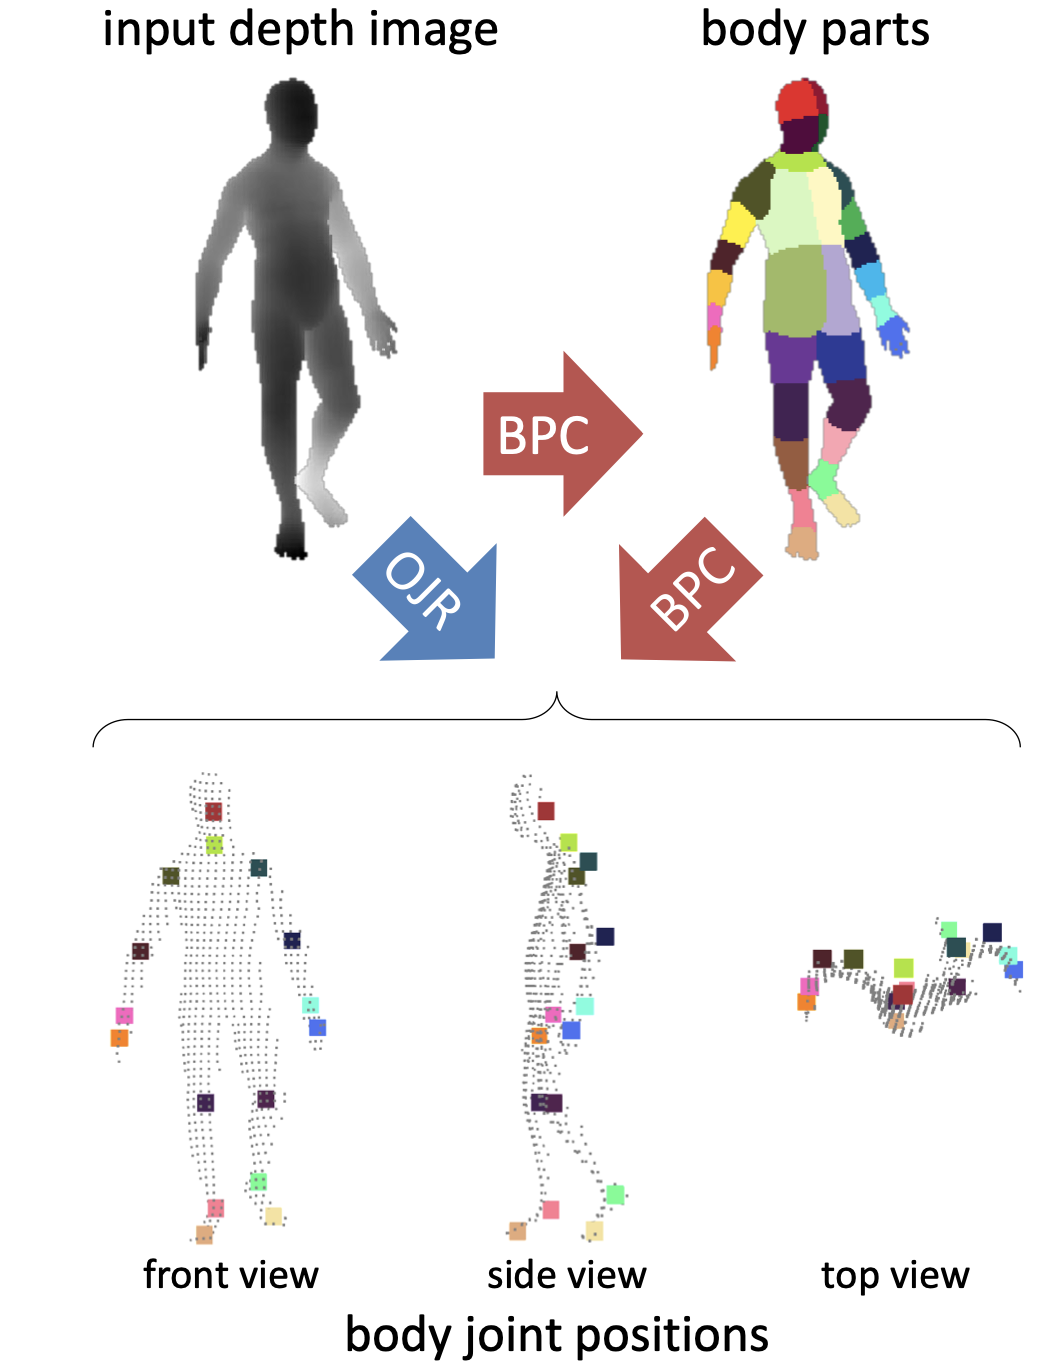 input depth image
body parts
BPC
OJR
BPC
front view
side view
top view
body joint positions